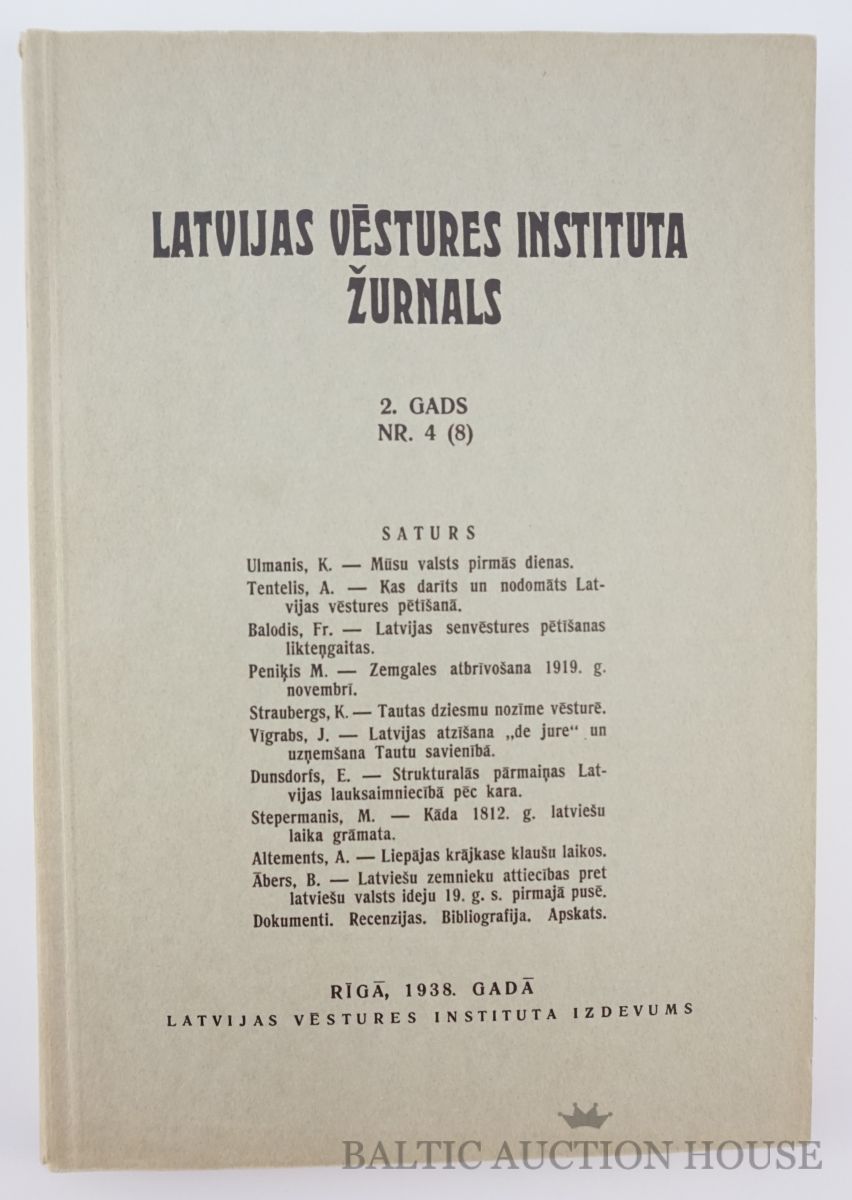 LATVIJAS VĒSTURES INSTITUTA
ŽURNALS
2. GADS
NR. 4 (8)
SATURS
Ulmanis, K. — Mūsu valsts pirmās dienas.
Tentelis, A. — Kas darīts un nodomāts Lat-
vijas vēstures pētīšanā.
Balodis, Fr. — Latvijas senvēstures pētīšanas
likteņgaitas.
Peniķis M. — Zemgales atbrīvošana 1919. g.
novembrī.
Straubergs, K. — Tautas dziesmu nozīme vēsturē.
Vīgrabs, J. — Latvijas atzīšana „de jure“ un
uzņemšana Tautu savienībā.
Dunsdorfs, E. — Strukturalās pārmaiņas Lat-
vijas lauksaimniecībā pēc kara.
Stepermanis, M. — Kāda 1812. g. latviešu
laika grāmata.
Altements, A. — Liepājas krājkase klaušu laikos.
Ābers, B. — Latviešu zemnieku attiecības pret
latviešu valsts ideju 19. g. s. pirmajā pusē.
Dokumenti. Recenzijas. Bibliografija. Apskats.
RĪGĀ, 1938. GADĀ
LATVIJAS VĒSTURES INSTITUTA IZDEVUMS
BALTIC AUCTION HOUSE